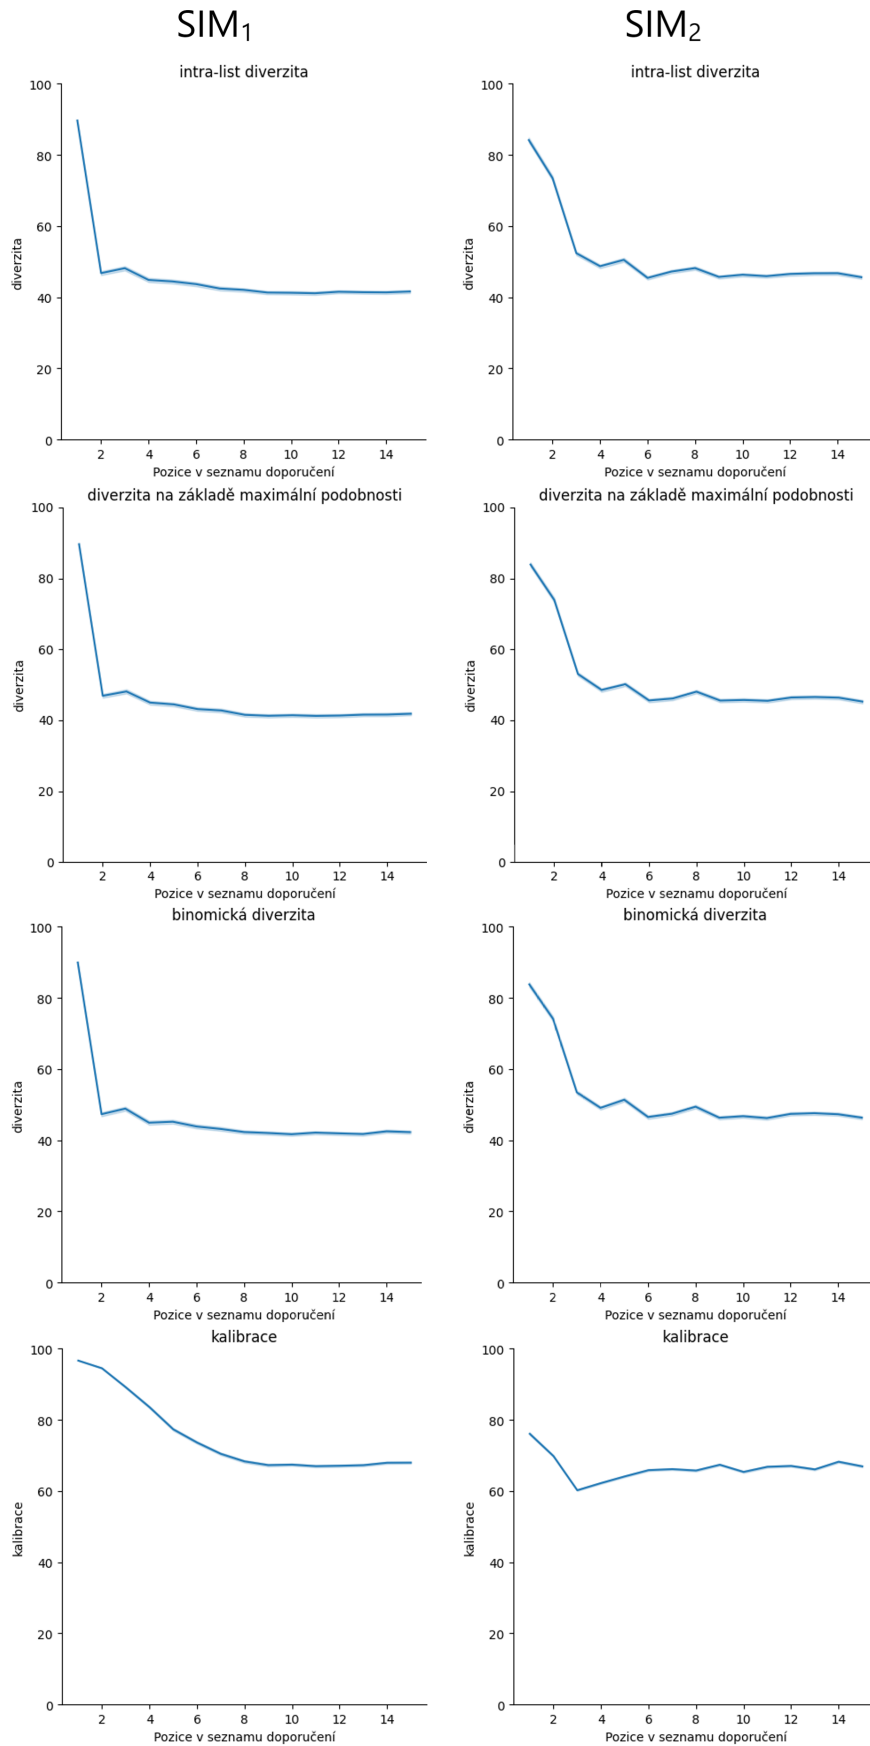 SIM₁ SIM₂
intra-list diverzita intra-list diverzita
100 100
80 80
60 60
diverzita diverzita
40 40
20 20
0 0
2 4 6 8 10 12 14 2 4 6 8 10 12 14
Pozice v seznamu doporučení Pozice v seznamu doporučení
diverzita na základě maximální podobnosti diverzita na základě maximální podobnosti
100 100
80 80
60 60
diverzita diverzita
40 40
20 20
0 0
2 4 6 8 10 12 14 2 4 6 8 10 12 14
Pozice v seznamu doporučení Pozice v seznamu doporučení
binomická diverzita binomická diverzita
100 100
80 80
60 60
diverzita diverzita
40 40
20 20
0 0
2 4 6 8 10 12 14 2 4 6 8 10 12 14
Pozice v seznamu doporučení Pozice v seznamu doporučení
kalibrace kalibrace
100 100
80 80
60 60
kalibrace kalibrace
40 40
20 20
0 0
2 4 6 8 10 12 14 2 4 6 8 10 12 14
Pozice v seznamu doporučení Pozice v seznamu doporučení